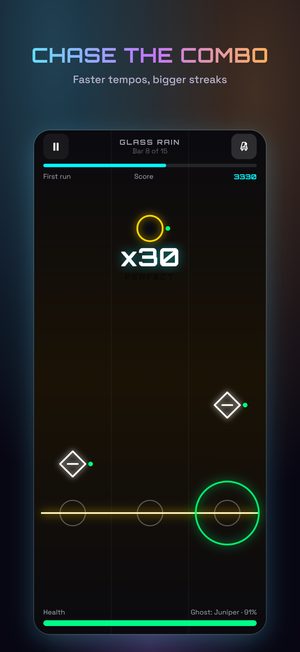 CHASE THE COMBO
Faster tempos, bigger streaks
GLASS RAIN
Bar 8 of 15
First run Score 3330
x30
PERFECT
Health Ghost: Juniper · 91%